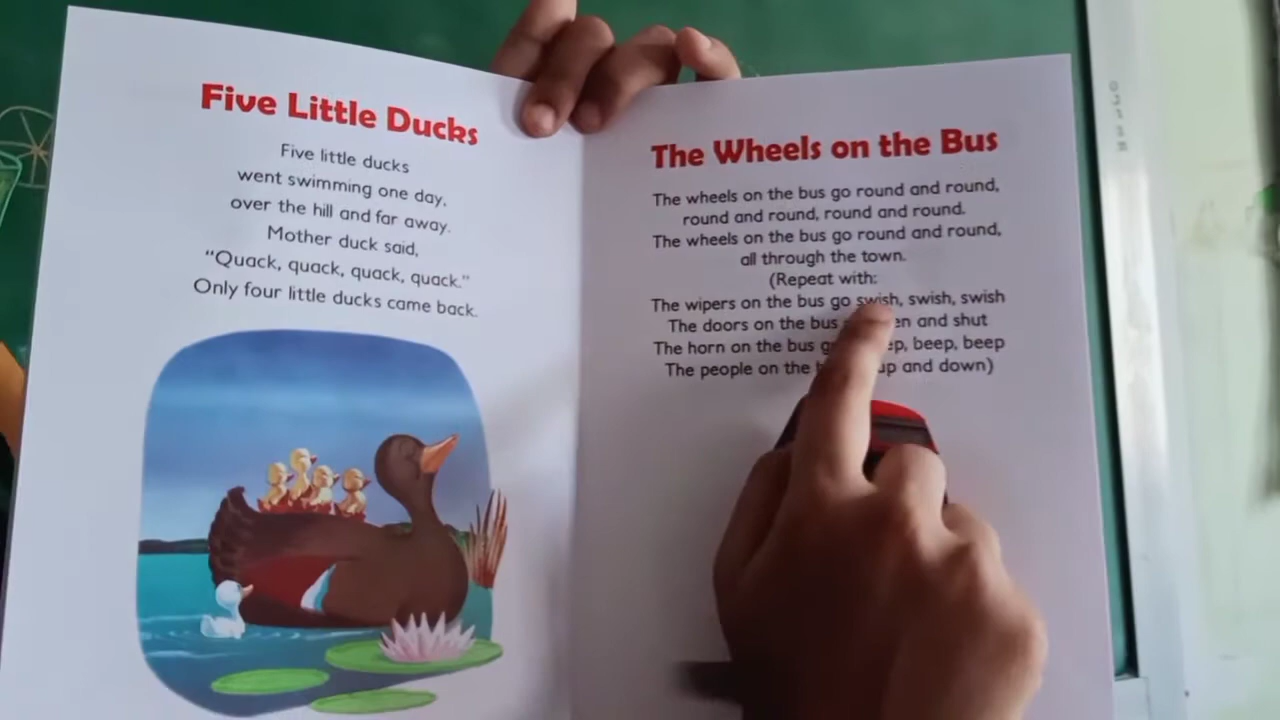 Five Little Ducks
Five little ducks
went swimming one day,
over the hill and far away.
Mother duck said,
“Quack, quack, quack, quack.”
Only four little ducks came back.
The Wheels on the Bus
The wheels on the bus go round and round,
round and round, round and round.
The wheels on the bus go round and round,
all through the town.
(Repeat with:
The wipers on the bus go swish, swish, swish
The doors on the bus and shut
The horn on the bus beep, beep
The people on the up and down)